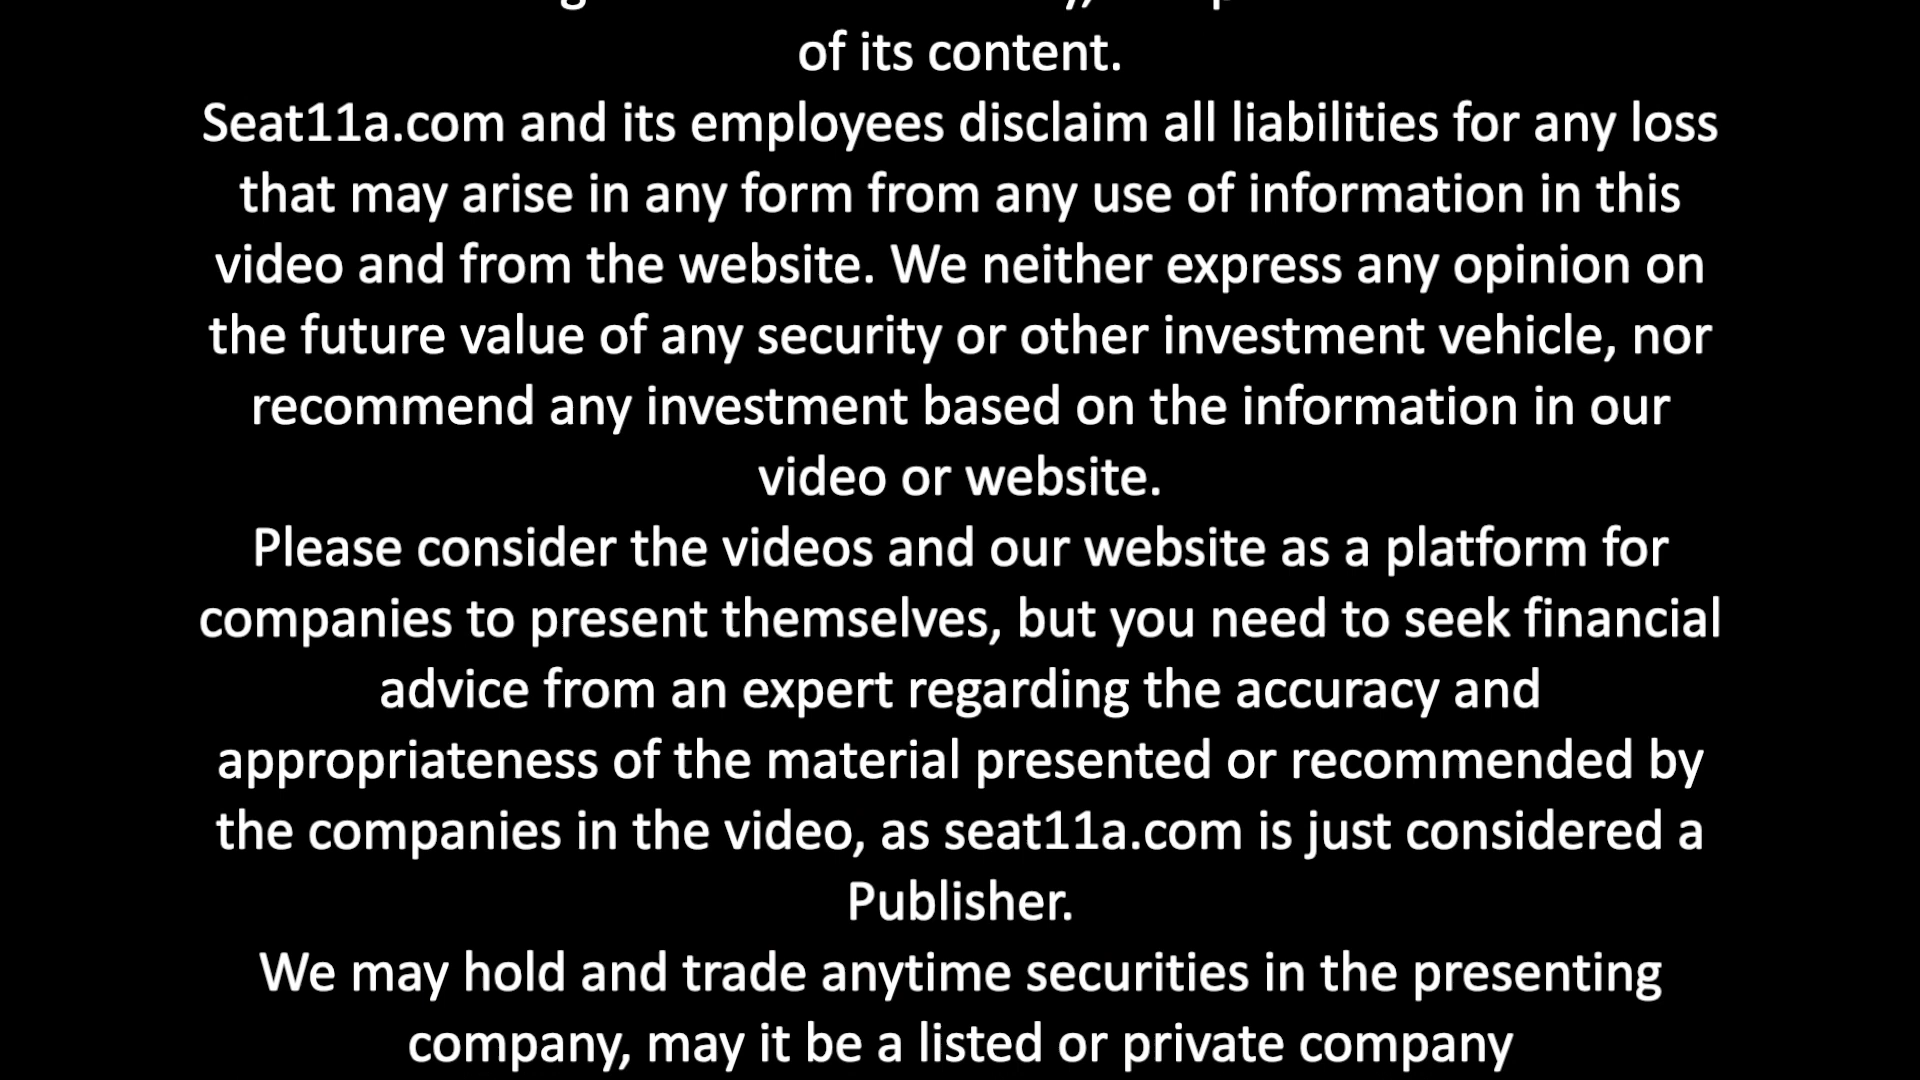 of its content.
Seat11a.com and its employees disclaim all liabilities for any loss
that may arise in any form from any use of information in this
video and from the website. We neither express any opinion on
the future value of any security or other investment vehicle, nor
recommend any investment based on the information in our
video or website.
Please consider the videos and our website as a platform for
companies to present themselves, but you need to seek financial
advice from an expert regarding the accuracy and
appropriateness of the material presented or recommended by
the companies in the video, as seat11a.com is just considered a
Publisher.
We may hold and trade anytime securities in the presenting
company, may it be a listed or private company